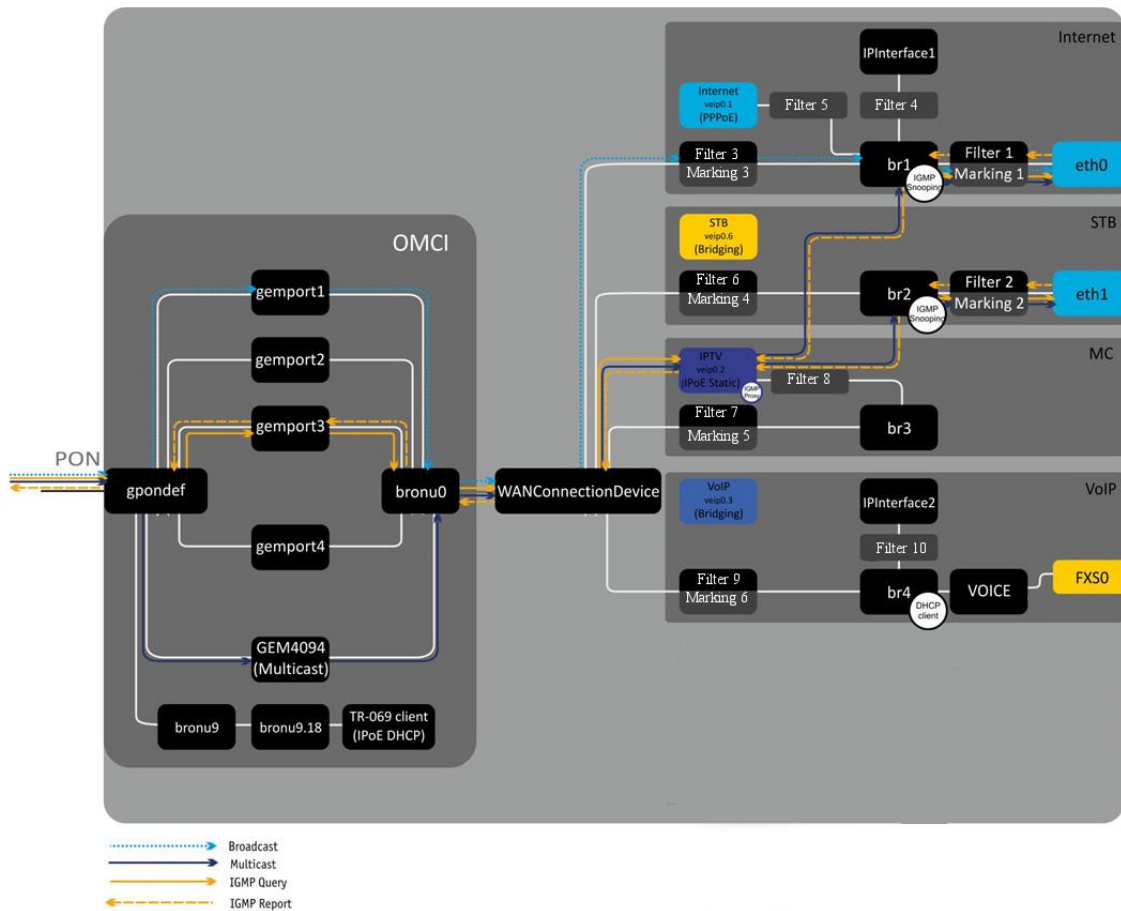 Internet
IPInterface1
Internet
veip0.1
(PPPoE)
Filter 5
Filter 4
Filter 3
Marking 3
br1
IGMP
Snooping
Filter 1
Marking 1
eth0
STB
STB
veip0.6
(Bridging)
Filter 6
Marking 4
br2
IGMP
Snooping
Filter 2
Marking 2
eth1
MC
IPTV
veip0.2
(IPoE Static)
IGMP
Proxy
Filter 8
Filter 7
Marking 5
br3
VoIP
VoIP
veip0.3
(Bridging)
IPInterface2
Filter 10
Filter 9
Marking 6
br4
DHCP
client
VOICE
FXS0
OMCI
gemport1
gemport2
gemport3
PON
gpondef
bronu0
WANConnectionDevice
gemport4
GEM4094
(Multicast)
bronu9
bronu9.18
TR-069 client
(IPoE DHCP)
Broadcast
Multicast
IGMP Query
IGMP Report